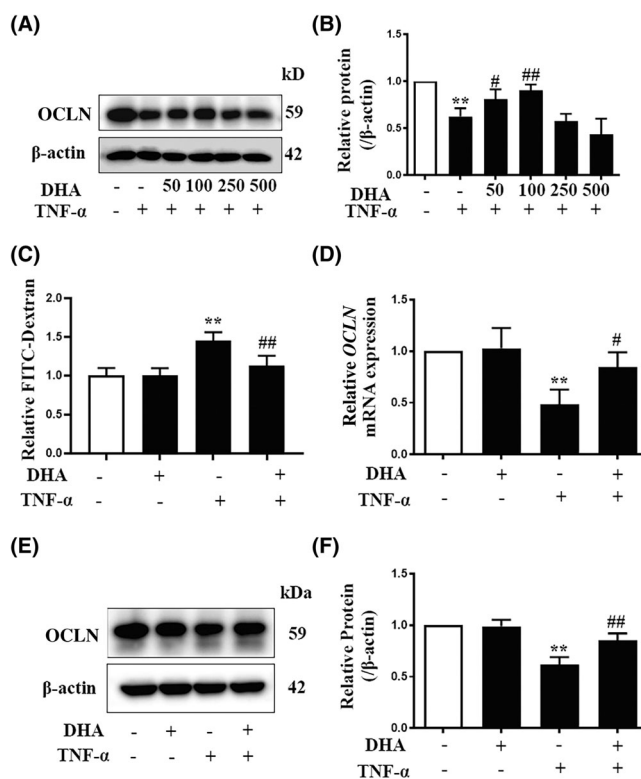 (A)
kD
OCLN
59
β-actin
42
DHA - - 50 100 250 500
TNF-α - + + + + +
(B)
Relative protein
(/β-actin)
1.5
1.0
0.5
0.0
**
#
##
DHA - - 50 100 250 500
TNF-α - + + + + +
(C)
Relative FITC-Dextran
2.0
1.5
1.0
0.5
0.0
**
##
DHA - + - +
TNF-α - - + +
(D)
Relative OCLN
mRNA expression
1.5
1.0
0.5
0.0
**
#
DHA - + - +
TNF-α - - + +
(E)
kDa
OCLN
59
β-actin
42
DHA - + - +
TNF-α - - + +
(F)
Relative Protein
(/β-actin)
1.5
1.0
0.5
0.0
**
##
DHA - + - +
TNF-α - - + +